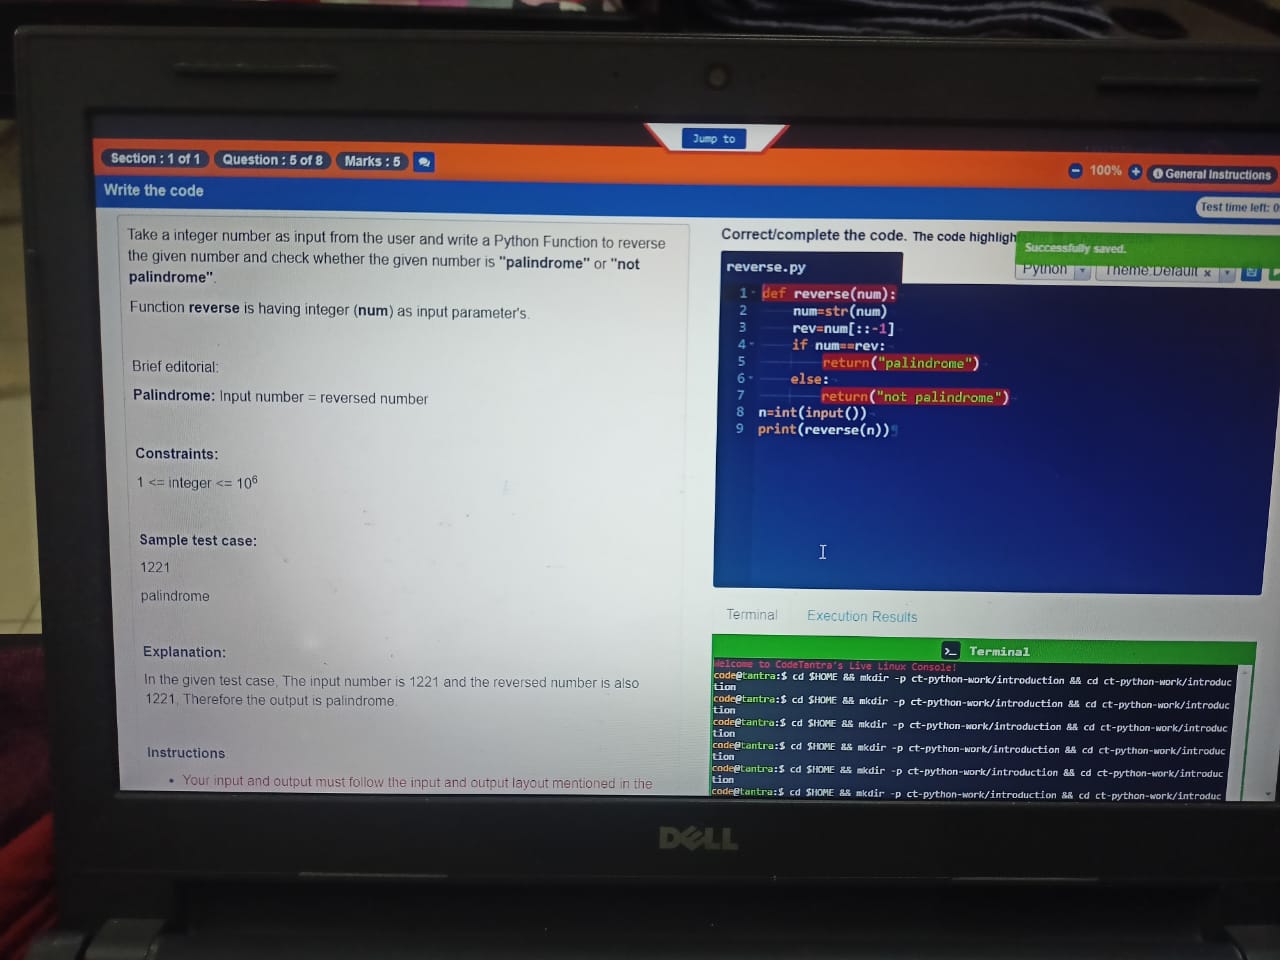 Jump to
Section : 1 of 1 Question : 5 of 8 Marks : 5
100% General Instructions
Write the code
Test time left: 0
Take a integer number as input from the user and write a Python Function to reverse
the given number and check whether the given number is "palindrome" or "not
palindrome".
Function reverse is having integer (num) as input parameter's.
Brief editorial:
Palindrome: Input number = reversed number
Constraints:
1 <= integer <= 10⁶
Sample test case:
1221
palindrome
Explanation:
In the given test case, The input number is 1221 and the reversed number is also
1221, Therefore the output is palindrome.
Instructions
• Your input and output must follow the input and output layout mentioned in the
Correct/complete the code. The code highligh
Successfully saved.
reverse.py
Python Theme:Default x
1 def reverse(num):
2 num=str(num)
3 rev=num[::-1]
4 if num==rev:
5 return("palindrome")
6 else:
7 return("not palindrome")
8 n=int(input())
9 print(reverse(n))
Terminal Execution Results
>_ Terminal
Welcome to CodeTantra's Live Linux Console!
code@tantra:$ cd $HOME && mkdir -p ct-python-work/introduction && cd ct-python-work/introduc
tion
code@tantra:$ cd $HOME && mkdir -p ct-python-work/introduction && cd ct-python-work/introduc
tion
code@tantra:$ cd $HOME && mkdir -p ct-python-work/introduction && cd ct-python-work/introduc
tion
code@tantra:$ cd $HOME && mkdir -p ct-python-work/introduction && cd ct-python-work/introduc
tion
code@tantra:$ cd $HOME && mkdir -p ct-python-work/introduction && cd ct-python-work/introduc
tion
code@tantra:$ cd $HOME && mkdir -p ct-python-work/introduction && cd ct-python-work/introduc
DELL